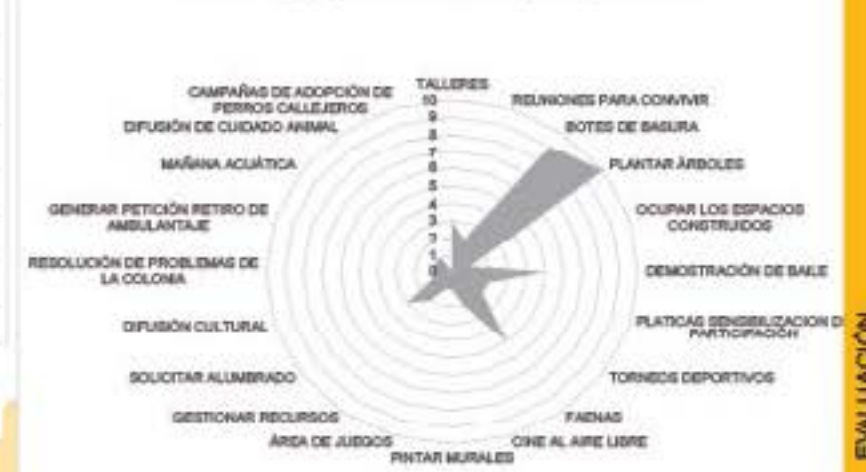 TALLERES
REUNIONES PARA CONVIVIR
BOTES DE BASURA
PLANTAR ÁRBOLES
OCUPAR LOS ESPACIOS
CONSTRUIDOS
DEMOSTRACIÓN DE BAILE
PLATICAS SENSIBILIZACION D
PARTICIPACIÓN
TORNEOS DEPORTIVOS
FAENAS
CINE AL AIRE LIBRE
PINTAR MURALES
ÁREA DE JUEGOS
GESTIONAR RECURSOS
SOLICITAR ALUMBRADO
DIFUSIÓN CULTURAL
RESOLUCIÓN DE PROBLEMAS DE
LA COLONIA
GENERAR PETICIÓN RETIRO DE
AMBULANTAJE
MAÑANA ACUÁTICA
DIFUSIÓN DE CUIDADO ANIMAL
CAMPAÑAS DE ADOPCIÓN DE
PERROS CALLEJEROS
10
9
8
7
6
5
4
3
2
1
0
EVALUACIÓN